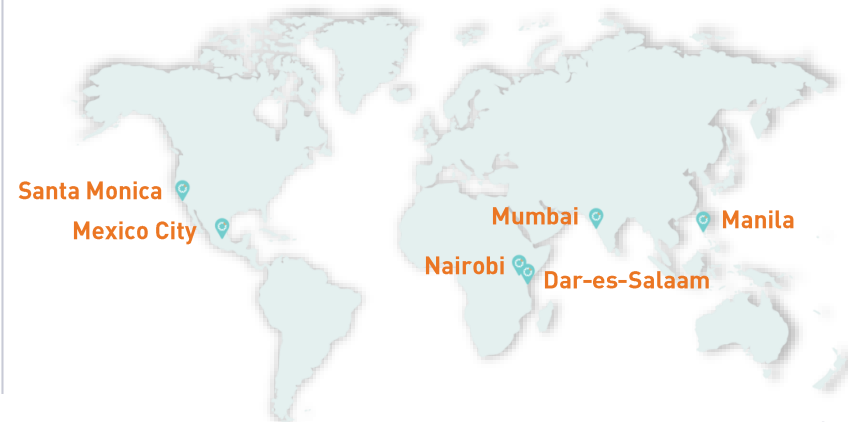 Santa Monica
Mexico City
Mumbai
Manila
Nairobi
Dar-es-Salaam